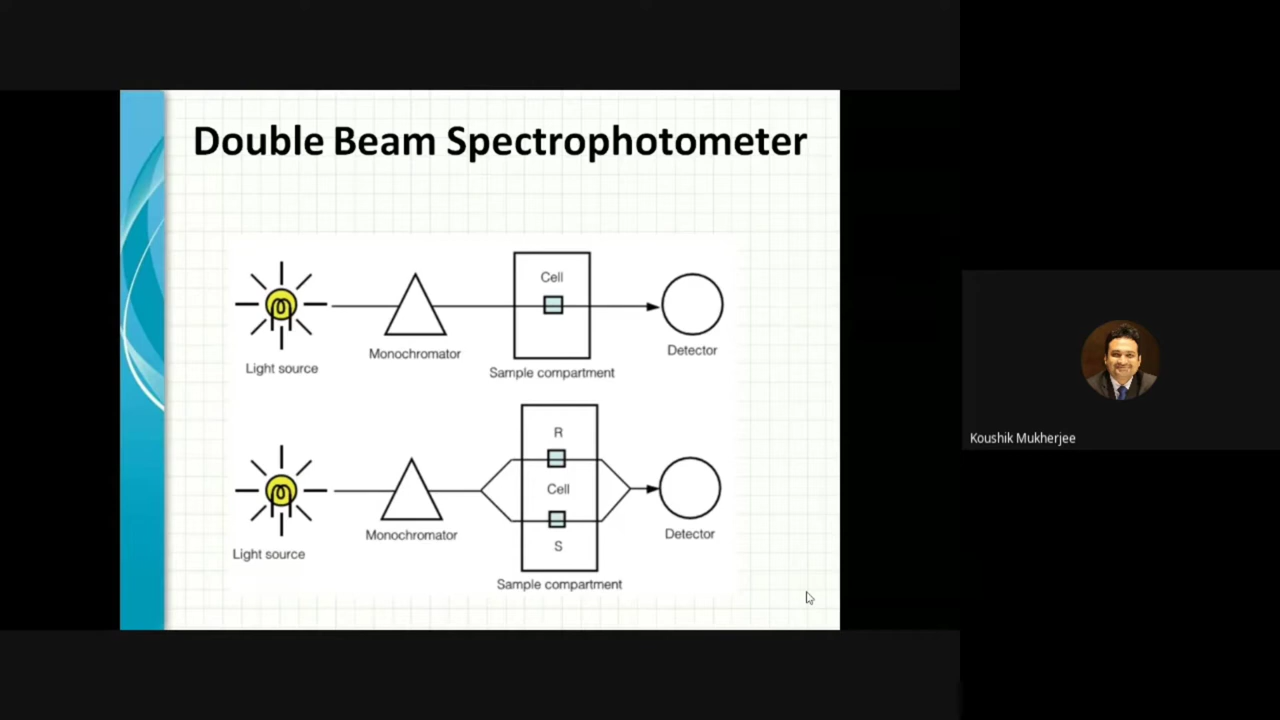 Double Beam Spectrophotometer
Cell
Light source
Monochromator
Sample compartment
Detector
R
Cell
S
Light source
Monochromator
Sample compartment
Detector
Koushik Mukherjee